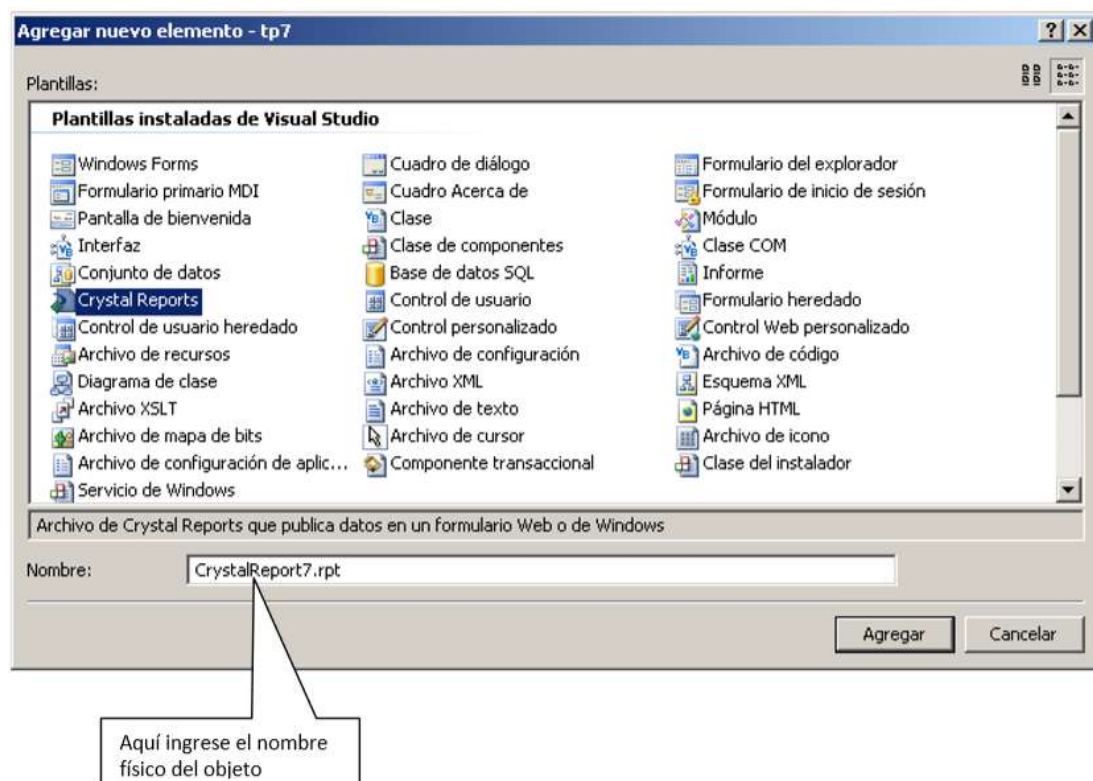 Agregar nuevo elemento - tp7
Plantillas:
Plantillas instaladas de Visual Studio
Windows Forms Cuadro de diálogo Formulario del explorador
Formulario primario MDI Cuadro Acerca de Formulario de inicio de sesión
Pantalla de bienvenida Clase Módulo
Interfaz Clase de componentes Clase COM
Conjunto de datos Base de datos SQL Informe
Crystal Reports Control de usuario Formulario heredado
Control de usuario heredado Control personalizado Control Web personalizado
Archivo de recursos Archivo de configuración Archivo de código
Diagrama de clase Archivo XML Esquema XML
Archivo XSLT Archivo de texto Página HTML
Archivo de mapa de bits Archivo de cursor Archivo de icono
Archivo de configuración de aplic... Componente transaccional Clase del instalador
Servicio de Windows
Archivo de Crystal Reports que publica datos en un formulario Web o de Windows
Nombre: CrystalReport7.rpt
Agregar Cancelar
Aquí ingrese el nombre
físico del objeto